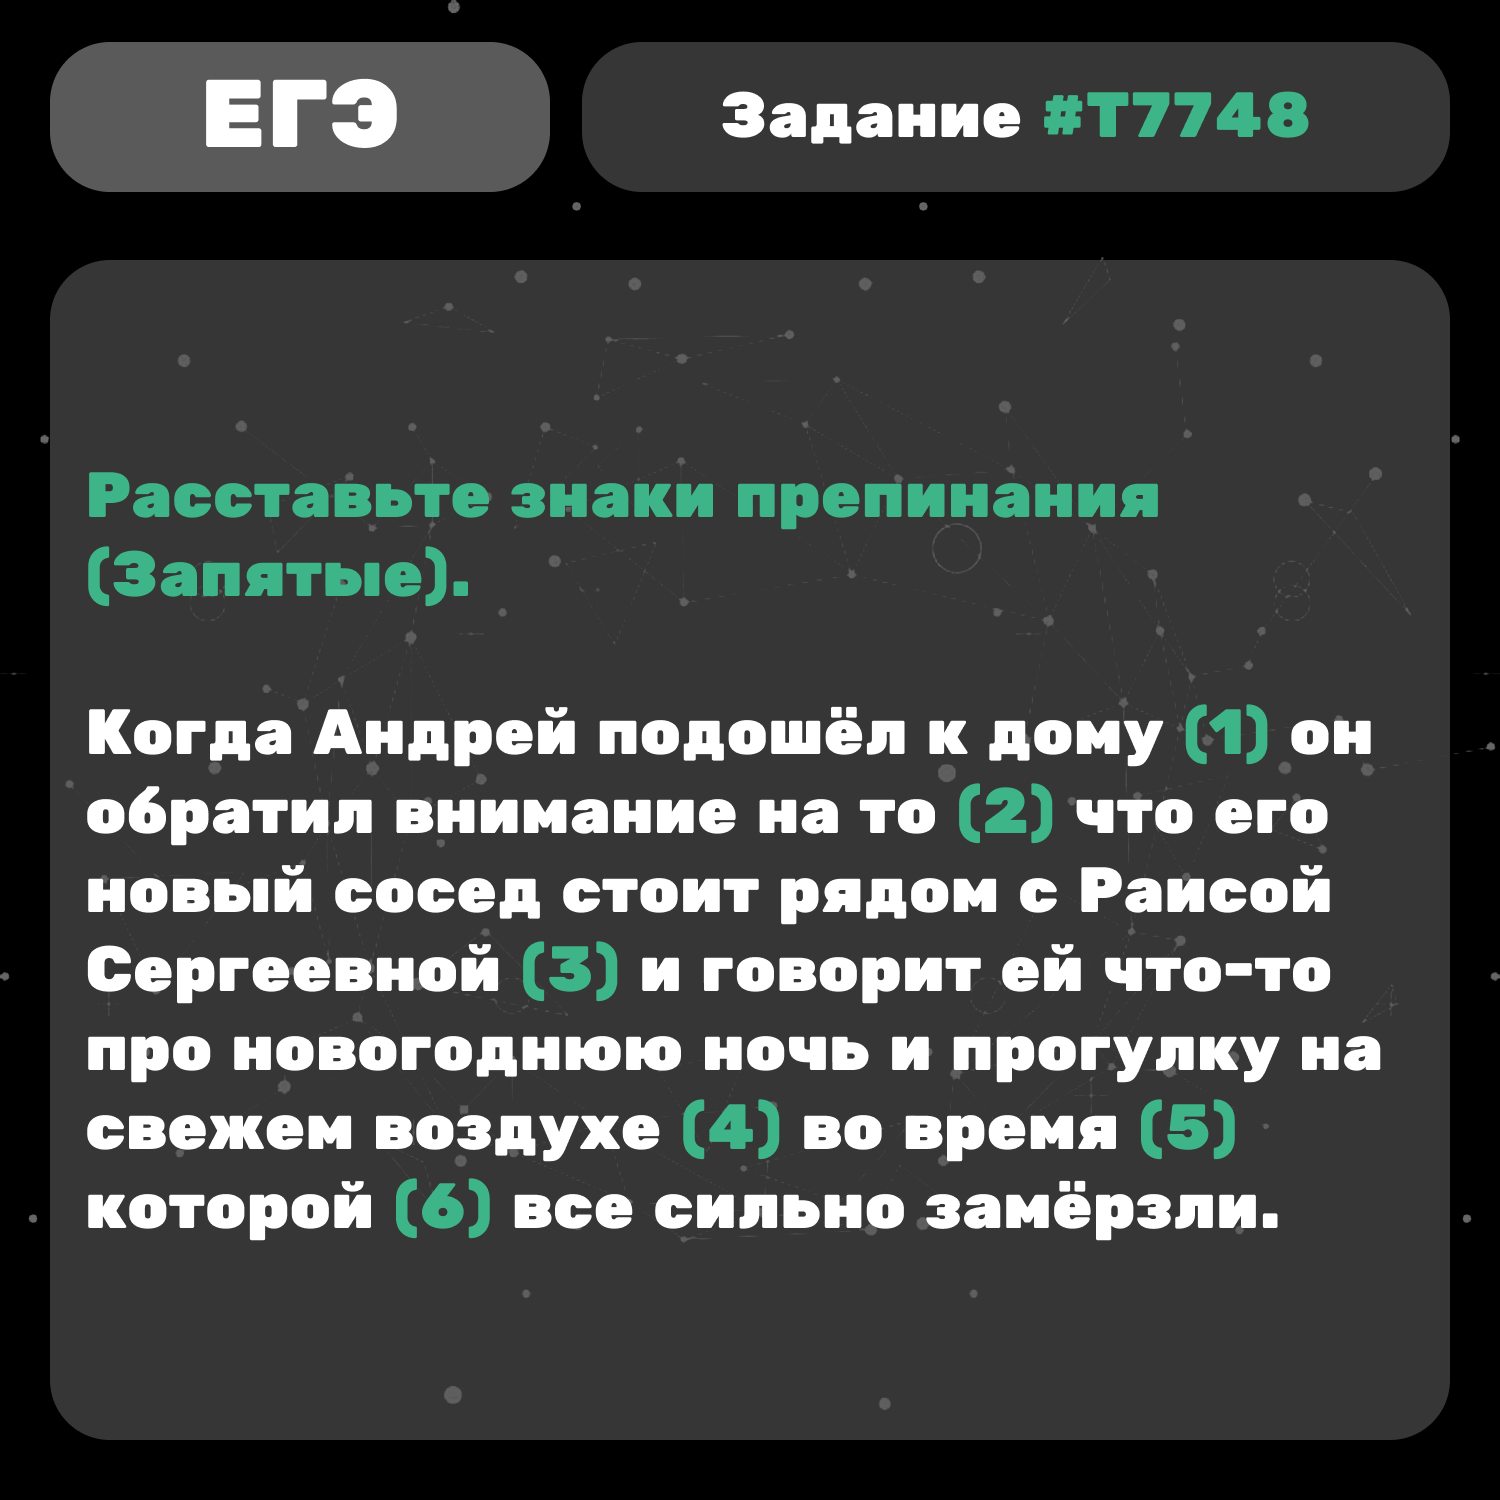 ЕГЭ
Задание #T7748
Расставьте знаки препинания
(Запятые).
Когда Андрей подошёл к дому (1) он
обратил внимание на то (2) что его
новый сосед стоит рядом с Раисой
Сергеевной (3) и говорит ей что-то
про новогоднюю ночь и прогулку на
свежем воздухе (4) во время (5)
которой (6) все сильно замёрзли.